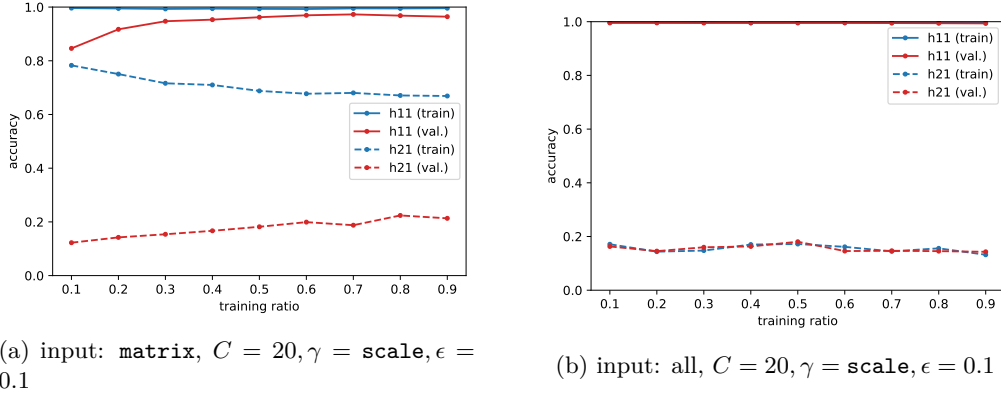 1.0
0.8
0.6
0.4
0.2
0.0
accuracy
h11 (train)
h11 (val.)
h21 (train)
h21 (val.)
0.1 0.2 0.3 0.4 0.5 0.6 0.7 0.8 0.9
training ratio
(a) input: matrix, C = 20, γ = scale, ϵ =
0.1
1.0
0.8
0.6
0.4
0.2
0.0
accuracy
h11 (train)
h11 (val.)
h21 (train)
h21 (val.)
0.1 0.2 0.3 0.4 0.5 0.6 0.7 0.8 0.9
training ratio
(b) input: all, C = 20, γ = scale, ϵ = 0.1